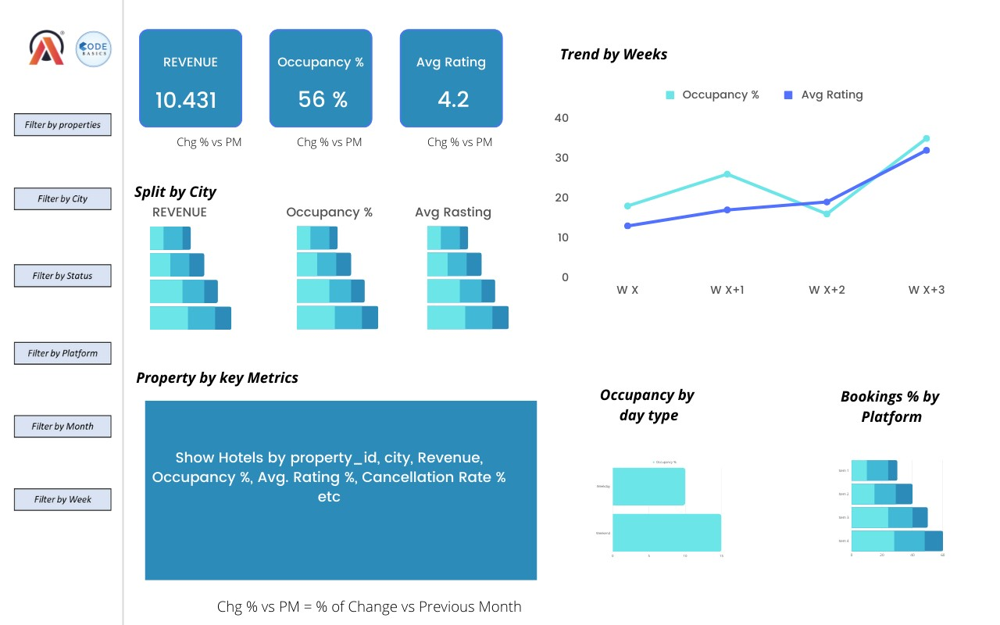 ®
CODE
BASICS
Filter by properties
Filter by City
Filter by Status
Filter by Platform
Filter by Month
Filter by Week
REVENUE
10.431
Chg % vs PM
Occupancy %
56 %
Chg % vs PM
Avg Rating
4.2
Chg % vs PM
Split by City
REVENUE
Occupancy %
Avg Rasting
Trend by Weeks
Occupancy %
Avg Rating
40
30
20
10
0
W X
W X+1
W X+2
W X+3
Property by key Metrics
Show Hotels by property_id, city, Revenue,
Occupancy %, Avg. Rating %, Cancellation Rate %
etc
Chg % vs PM = % of Change vs Previous Month
Occupancy by
day type
Occupancy %
Weekday
Weekend
0
5
10
15
Bookings % by
Platform
Item 1
Item 2
Item 3
Item 4
0
20
40
60